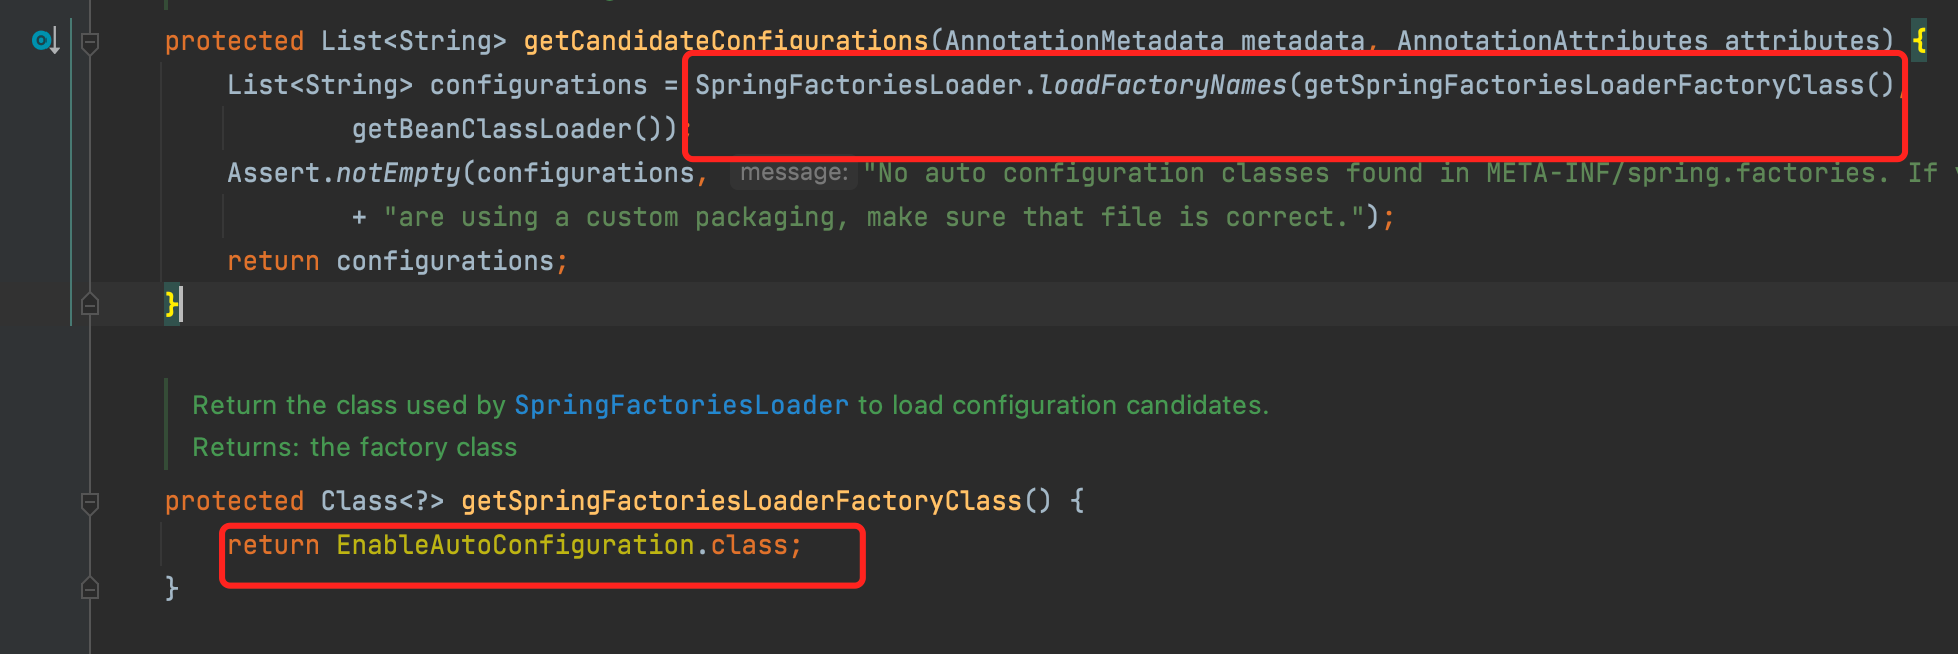 protected List<String> getCandidateConfigurations(AnnotationMetadata metadata, AnnotationAttributes attributes) {
List<String> configurations = SpringFactoriesLoader.loadFactoryNames(getSpringFactoriesLoaderFactoryClass(),
getBeanClassLoader());
Assert.notEmpty(configurations, message: "No auto configuration classes found in META-INF/spring.factories. If
+ "are using a custom packaging, make sure that file is correct.");
return configurations;
}
Return the class used by SpringFactoriesLoader to load configuration candidates.
Returns: the factory class
protected Class<?> getSpringFactoriesLoaderFactoryClass() {
return EnableAutoConfiguration.class;
}